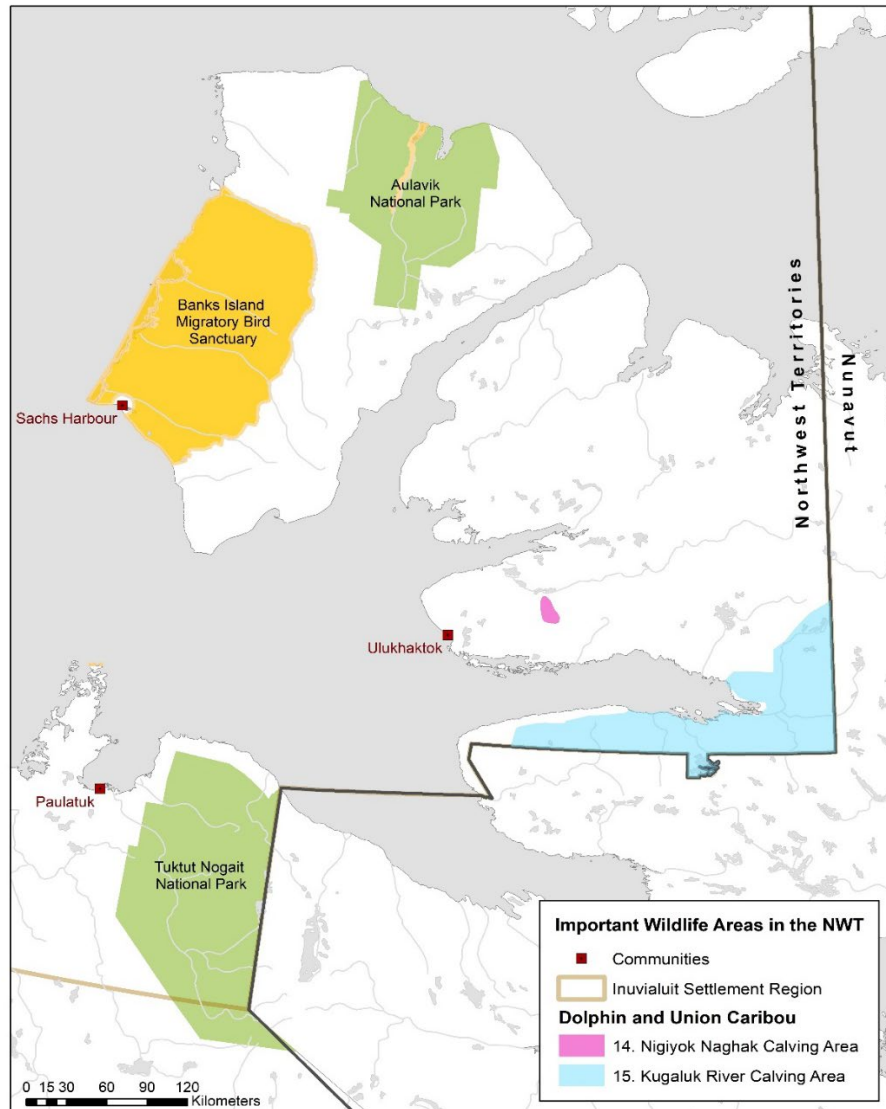 Aulavik
National Park
Banks Island
Migratory Bird
Sanctuary
Sachs Harbour
Northwest Territories
Nunavut
Ulukhaktok
Paulatuk
Tuktut Nogait
National Park
Important Wildlife Areas in the NWT
Communities
Inuvialuit Settlement Region
Dolphin and Union Caribou
14. Nigiyok Naghak Calving Area
15. Kugaluk River Calving Area
0 15 30 60 90 120
Kilometers